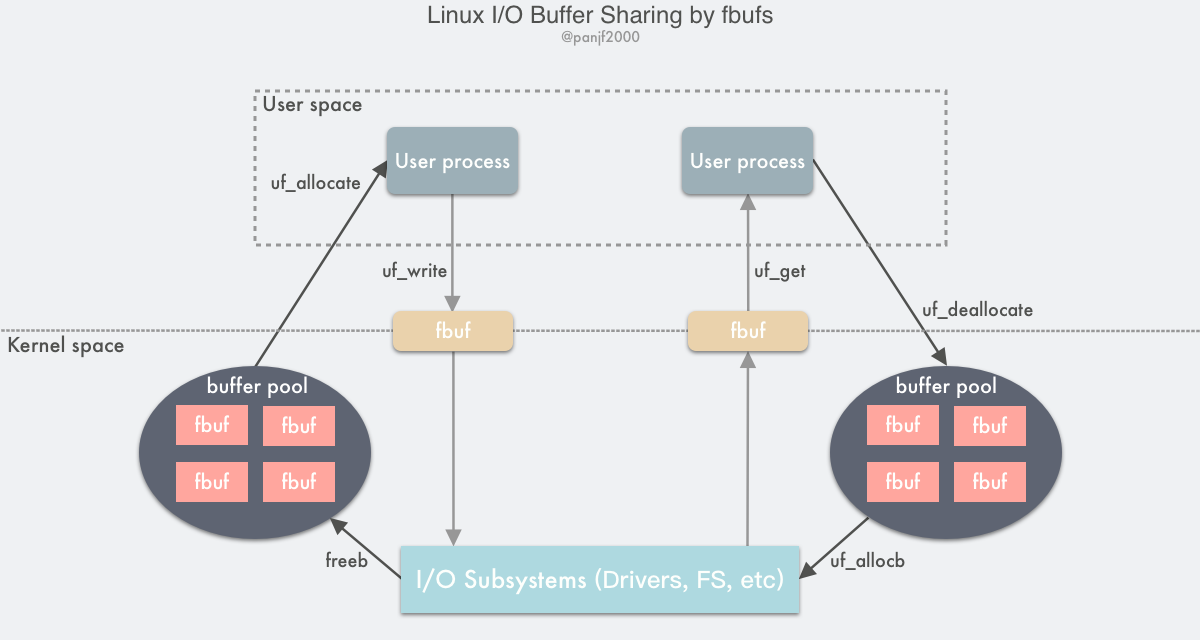 Linux I/O Buffer Sharing by fbufs
@panjf2000
User space
User process
User process
uf_allocate
uf_write
uf_get
uf_deallocate
fbuf
fbuf
Kernel space
buffer pool
fbuf fbuf
fbuf fbuf
buffer pool
fbuf fbuf
fbuf fbuf
freeb
uf_allocb
I/O Subsystems (Drivers, FS, etc)